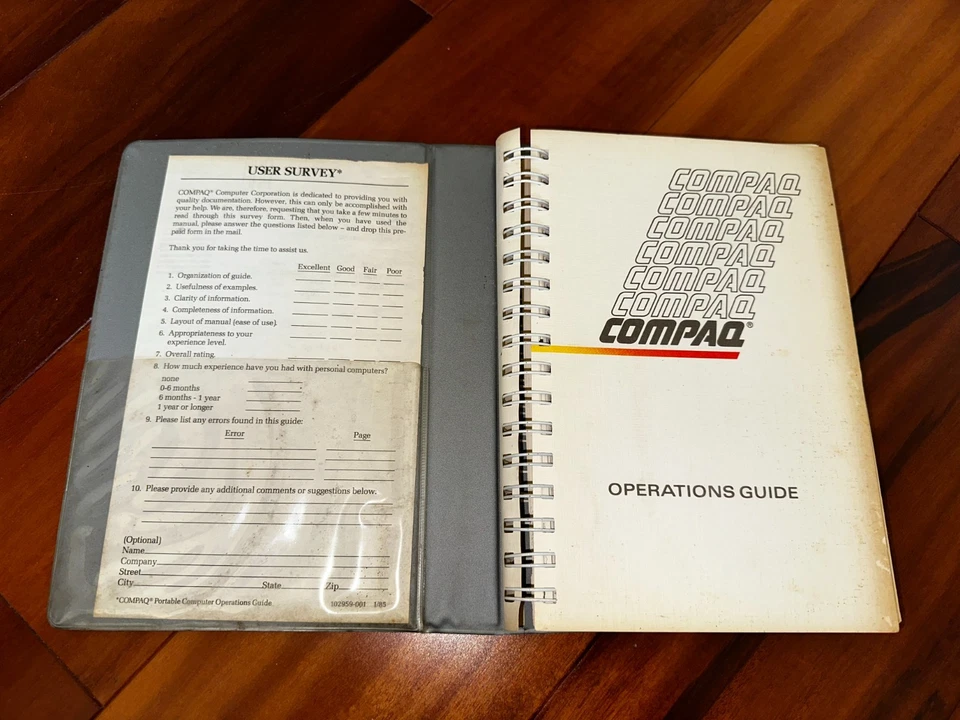 USER SURVEY*
COMPAQ® Computer Corporation is dedicated to providing you with
quality documentation. However, this can only be accomplished with
your help. We are, therefore, requesting that you take a few minutes to
read through this survey form. Then, when you have used the
manual, please answer the questions listed below – and drop this pre-
paid form in the mail.
Thank you for taking the time to assist us.
Excellent Good Fair Poor
1. Organization of guide.
2. Usefulness of examples.
3. Clarity of information.
4. Completeness of information.
5. Layout of manual (ease of use).
6. Appropriateness to your
experience level.
7. Overall rating.
8. How much experience have you had with personal computers?
none
0-6 months
6 months - 1 year
1 year or longer
9. Please list any errors found in this guide:
Error Page
10. Please provide any additional comments or suggestions below.
(Optional)
Name
Company
Street
City State Zip
*COMPAQ® Portable Computer Operations Guide 102959-001 1/85
COMPAQ
COMPAQ
COMPAQ
COMPAQ
COMPAQ
COMPAQ
COMPAQ®
OPERATIONS GUIDE